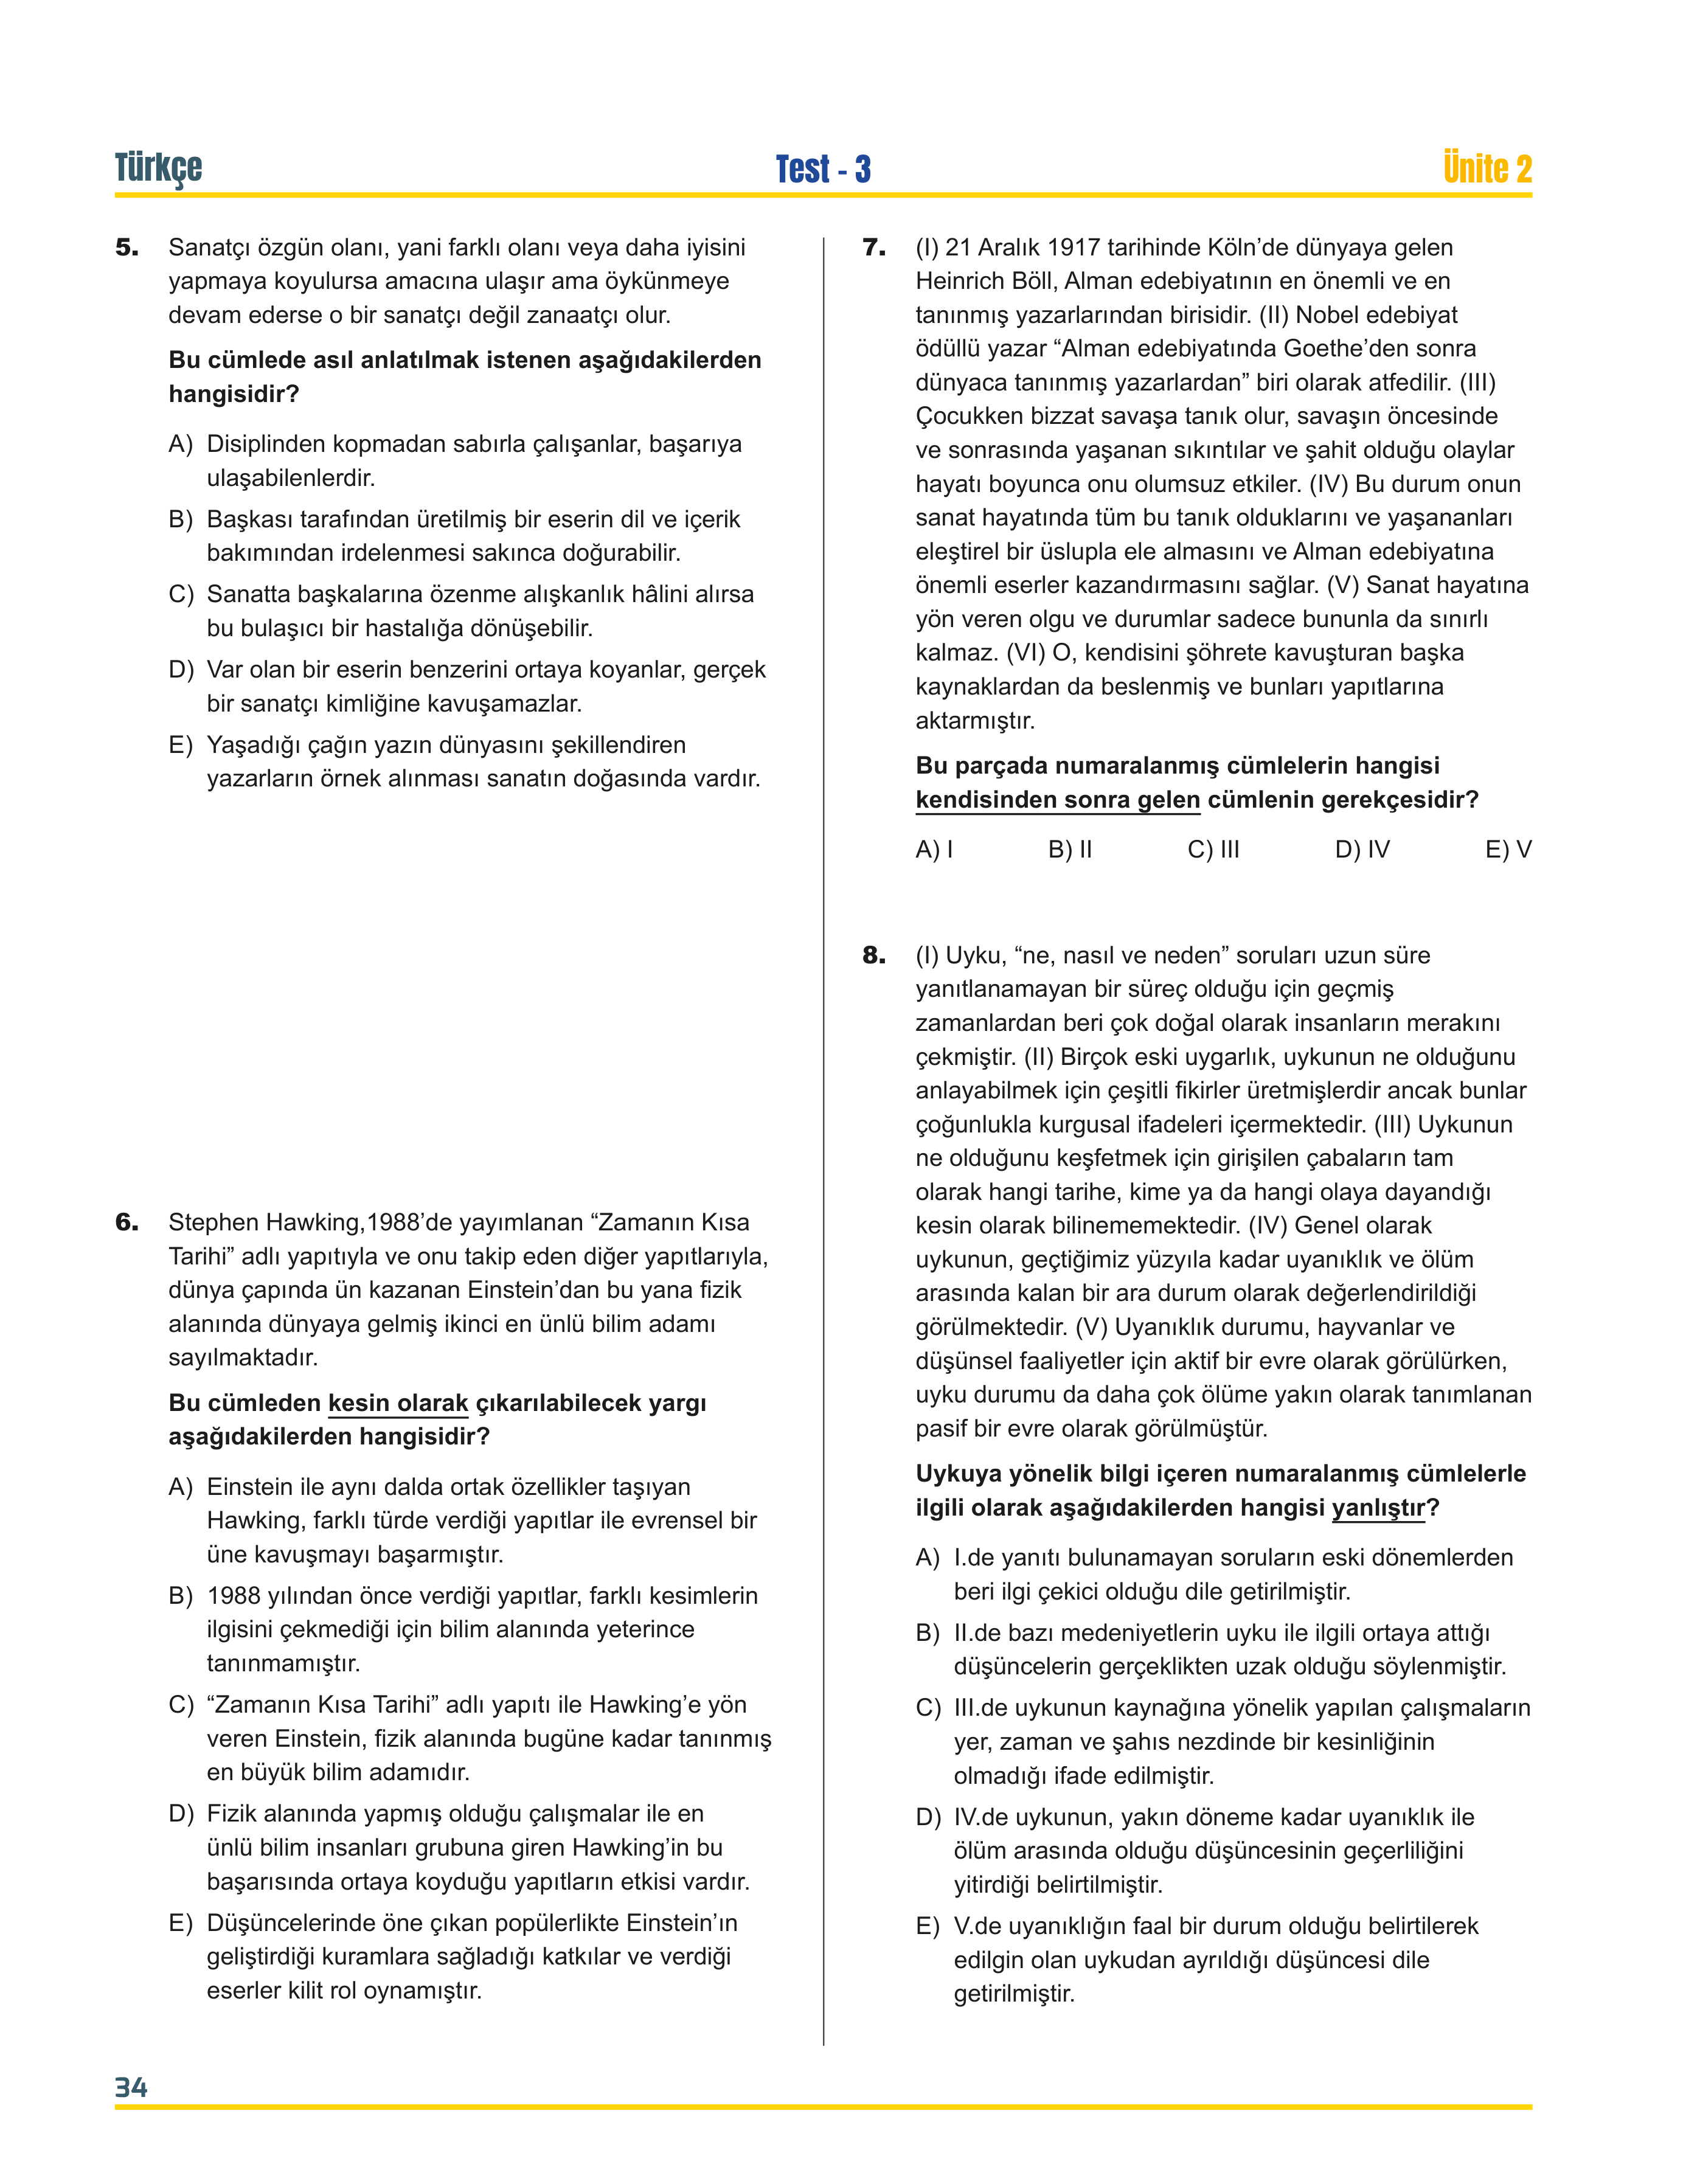 Türkçe
Test - 3
Ünite 2
5. Sanatçı özgün olanı, yani farklı olanı veya daha iyisini
yapmaya koyulursa amacına ulaşır ama öykünmeye
devam ederse o bir sanatçı değil zanaatçı olur.
Bu cümlede asıl anlatılmak istenen aşağıdakilerden
hangisidir?
A) Disiplinden kopmadan sabırla çalışanlar, başarıya
ulaşabilenlerdir.
B) Başkası tarafından üretilmiş bir eserin dil ve içerik
bakımından irdelenmesi sakınca doğurabilir.
C) Sanatta başkalarına özenme alışkanlık hâlini alırsa
bu bulaşıcı bir hastalığa dönüşebilir.
D) Var olan bir eserin benzerini ortaya koyanlar, gerçek
bir sanatçı kimliğine kavuşamazlar.
E) Yaşadığı çağın yazın dünyasını şekillendiren
yazarların örnek alınması sanatın doğasında vardır.
6. Stephen Hawking,1988’de yayımlanan “Zamanın Kısa
Tarihi” adlı yapıtıyla ve onu takip eden diğer yapıtlarıyla,
dünya çapında ün kazanan Einstein’dan bu yana fizik
alanında dünyaya gelmiş ikinci en ünlü bilim adamı
sayılmaktadır.
Bu cümleden kesin olarak çıkarılabilecek yargı
aşağıdakilerden hangisidir?
A) Einstein ile aynı dalda ortak özellikler taşıyan
Hawking, farklı türde verdiği yapıtlar ile evrensel bir
üne kavuşmayı başarmıştır.
B) 1988 yılından önce verdiği yapıtlar, farklı kesimlerin
ilgisini çekmediği için bilim alanında yeterince
tanınmamıştır.
C) “Zamanın Kısa Tarihi” adlı yapıtı ile Hawking’e yön
veren Einstein, fizik alanında bugüne kadar tanınmış
en büyük bilim adamıdır.
D) Fizik alanında yapmış olduğu çalışmalar ile en
ünlü bilim insanları grubuna giren Hawking’in bu
başarısında ortaya koyduğu yapıtların etkisi vardır.
E) Düşüncelerinde öne çıkan popülerlikte Einstein’ın
geliştirdiği kuramlara sağladığı katkılar ve verdiği
eserler kilit rol oynamıştır.
7. (I) 21 Aralık 1917 tarihinde Köln’de dünyaya gelen
Heinrich Böll, Alman edebiyatının en önemli ve en
tanınmış yazarlarından birisidir. (II) Nobel edebiyat
ödüllü yazar “Alman edebiyatında Goethe’den sonra
dünyaca tanınmış yazarlardan” biri olarak atfedilir. (III)
Çocukken bizzat savaşa tanık olur, savaşın öncesinde
ve sonrasında yaşanan sıkıntılar ve şahit olduğu olaylar
hayatı boyunca onu olumsuz etkiler. (IV) Bu durum onun
sanat hayatında tüm bu tanık olduklarını ve yaşananları
eleştirel bir üslupla ele almasını ve Alman edebiyatına
önemli eserler kazandırmasını sağlar. (V) Sanat hayatına
yön veren olgu ve durumlar sadece bununla da sınırlı
kalmaz. (VI) O, kendisini şöhrete kavuşturan başka
kaynaklardan da beslenmiş ve bunları yapıtlarına
aktarmıştır.
Bu parçada numaralanmış cümlelerin hangisi
kendisinden sonra gelen cümlenin gerekçesidir?
A) I B) II C) III D) IV E) V
8. (I) Uyku, “ne, nasıl ve neden” soruları uzun süre
yanıtlanamayan bir süreç olduğu için geçmiş
zamanlardan beri çok doğal olarak insanların merakını
çekmiştir. (II) Birçok eski uygarlık, uykunun ne olduğunu
anlayabilmek için çeşitli fikirler üretmişlerdir ancak bunlar
çoğunlukla kurgusal ifadeleri içermektedir. (III) Uykunun
ne olduğunu keşfetmek için girişilen çabaların tam
olarak hangi tarihe, kime ya da hangi olaya dayandığı
kesin olarak bilinememektedir. (IV) Genel olarak
uykunun, geçtiğimiz yüzyıla kadar uyanıklık ve ölüm
arasında kalan bir ara durum olarak değerlendirildiği
görülmektedir. (V) Uyanıklık durumu, hayvanlar ve
düşünsel faaliyetler için aktif bir evre olarak görülürken,
uyku durumu da daha çok ölüme yakın olarak tanımlanan
pasif bir evre olarak görülmüştür.
Uykuya yönelik bilgi içeren numaralanmış cümlelerle
ilgili olarak aşağıdakilerden hangisi yanlıştır?
A) I.de yanıtı bulunamayan soruların eski dönemlerden
beri ilgi çekici olduğu dile getirilmiştir.
B) II.de bazı medeniyetlerin uyku ile ilgili ortaya attığı
düşüncelerin gerçeklikten uzak olduğu söylenmiştir.
C) III.de uykunun kaynağına yönelik yapılan çalışmaların
yer, zaman ve şahıs nezdinde bir kesinliğinin
olmadığı ifade edilmiştir.
D) IV.de uykunun, yakın döneme kadar uyanıklık ile
ölüm arasında olduğu düşüncesinin geçerliliğini
yitirdiği belirtilmiştir.
E) V.de uyanıklığın faal bir durum olduğu belirtilerek
edilgin olan uykudan ayrıldığı düşüncesi dile
getirilmiştir.
34